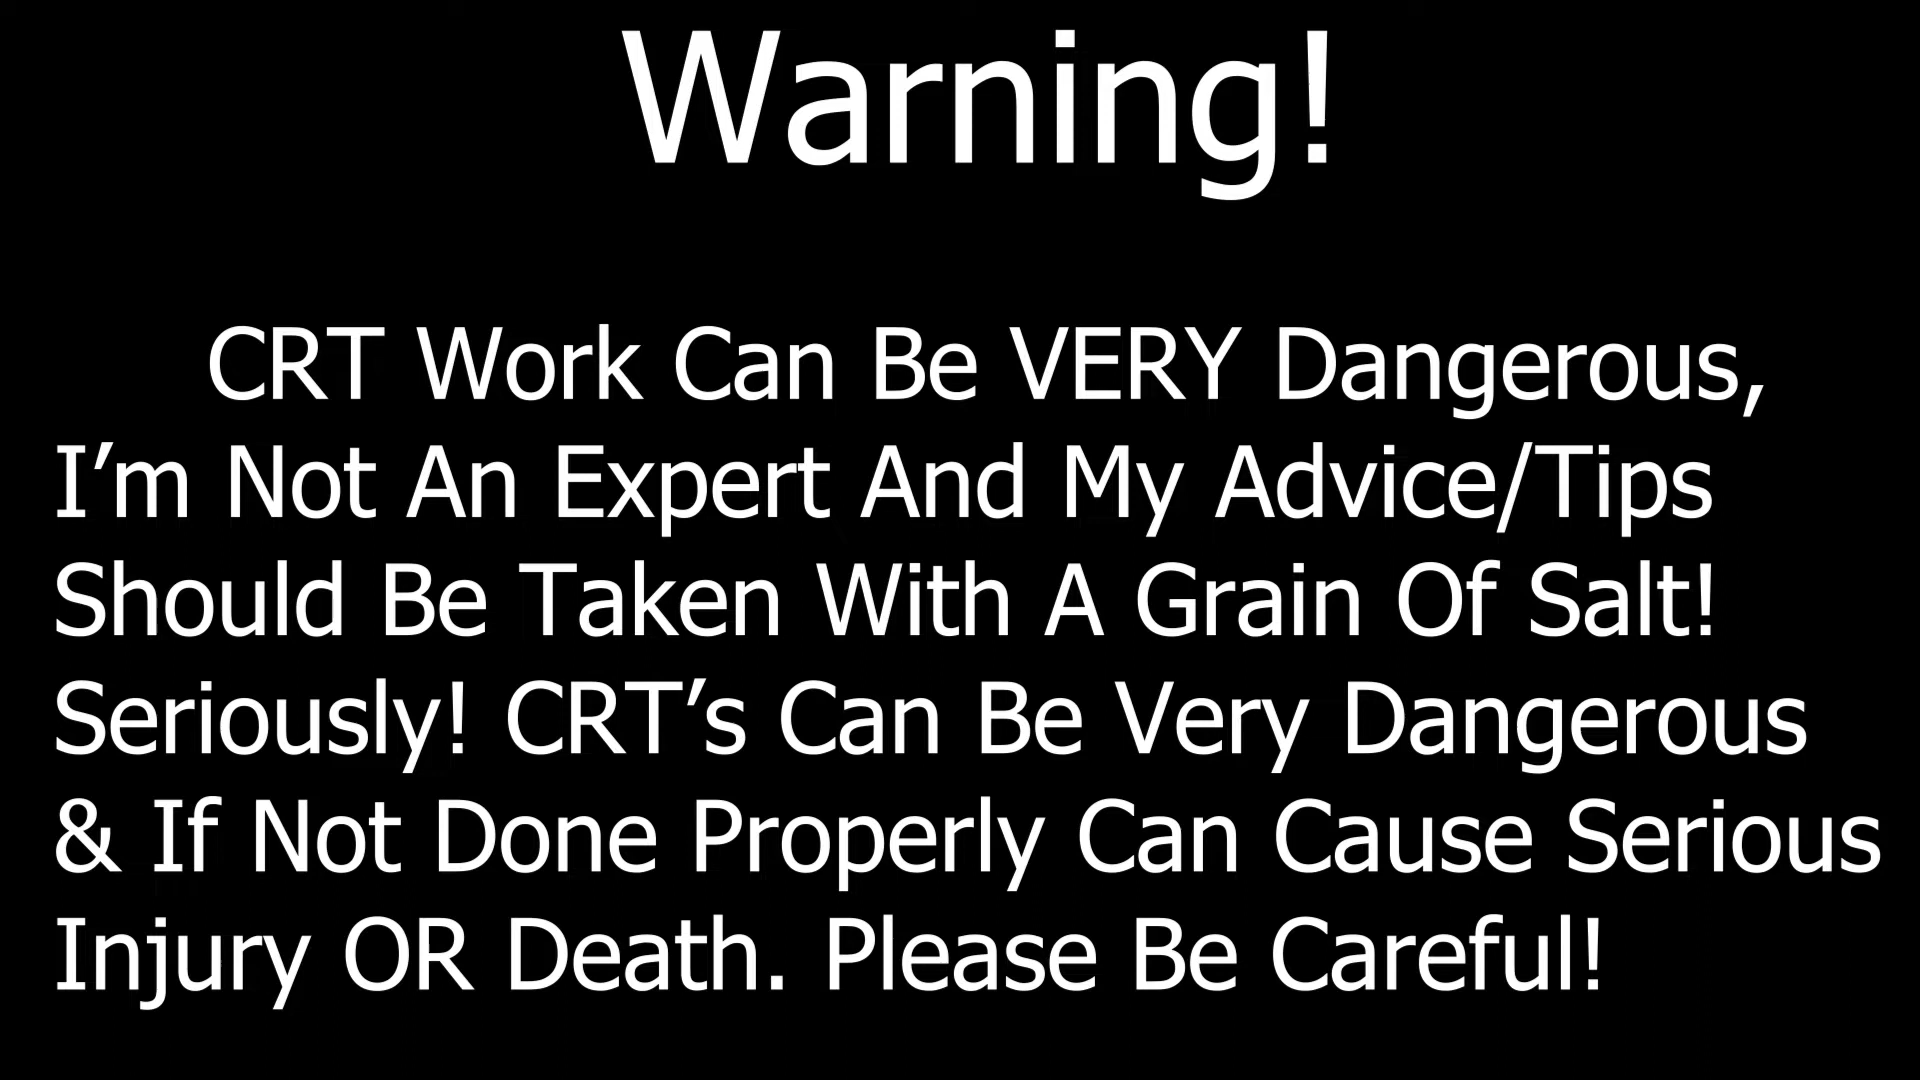 Warning!
CRT Work Can Be VERY Dangerous,
I’m Not An Expert And My Advice/Tips
Should Be Taken With A Grain Of Salt!
Seriously! CRT’s Can Be Very Dangerous
& If Not Done Properly Can Cause Serious
Injury OR Death. Please Be Careful!